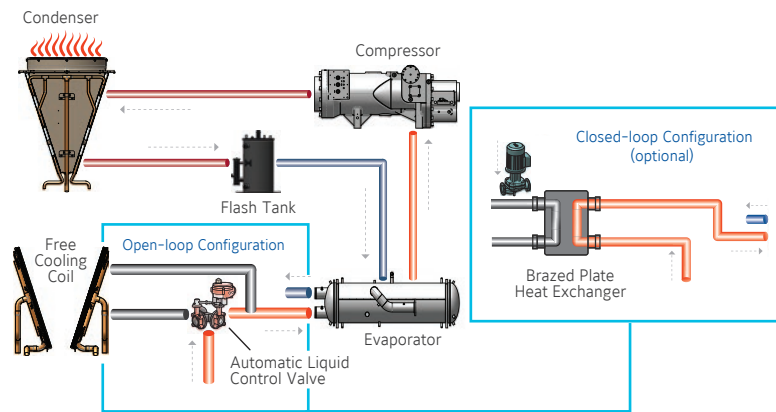 Condenser
Compressor
Closed-loop Configuration
(optional)
Flash Tank
Free
Cooling
Coil
Open-loop Configuration
Brazed Plate
Heat Exchanger
Evaporator
Automatic Liquid
Control Valve